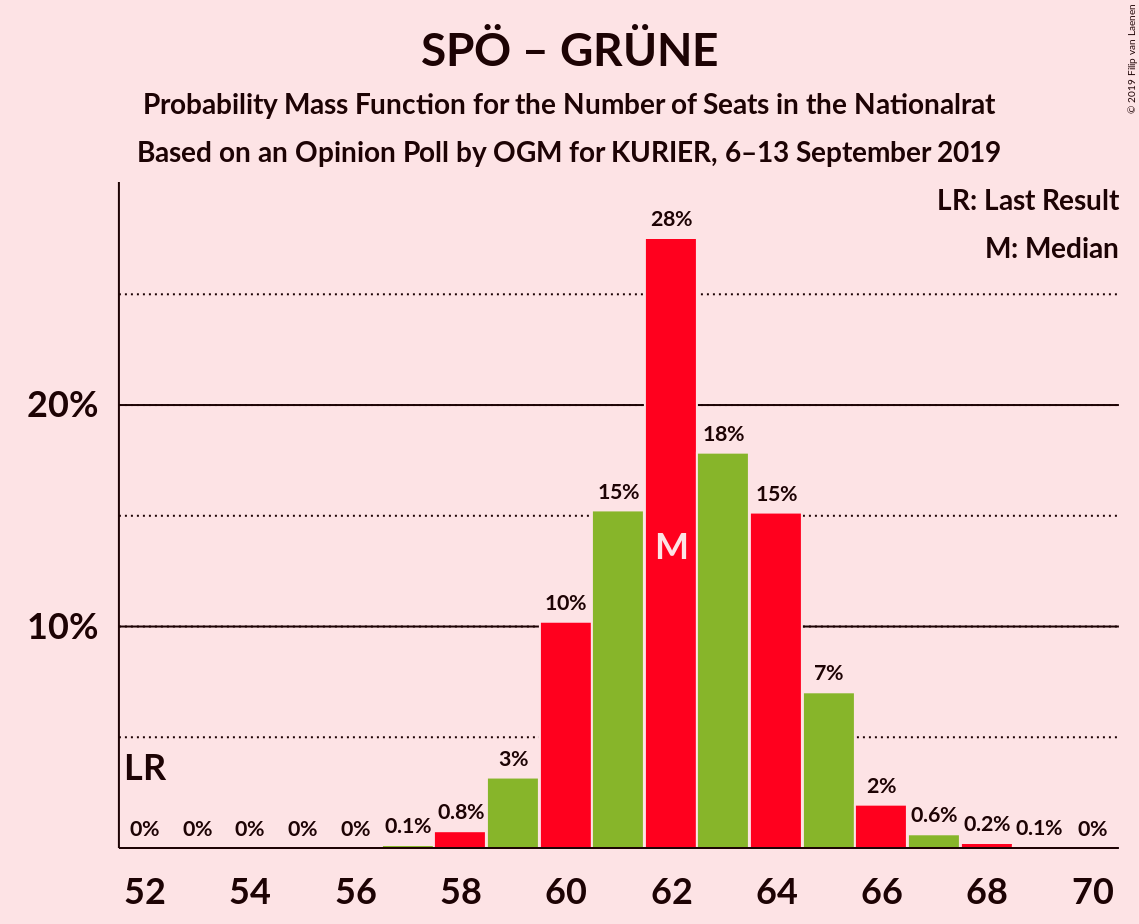 SPÖ – GRÜNE
Probability Mass Function for the Number of Seats in the Nationalrat
Based on an Opinion Poll by OGM for KURIER, 6–13 September 2019
© 2019 Filip van Laenen
LR: Last Result
M: Median
28%
20%
18%
15%
15%
M
10%
10%
7%
LR
3%
2%
0% 0% 0% 0% 0% 0.1% 0.8% 0.6% 0.2% 0.1% 0%
52 54 56 58 60 62 64 66 68 70